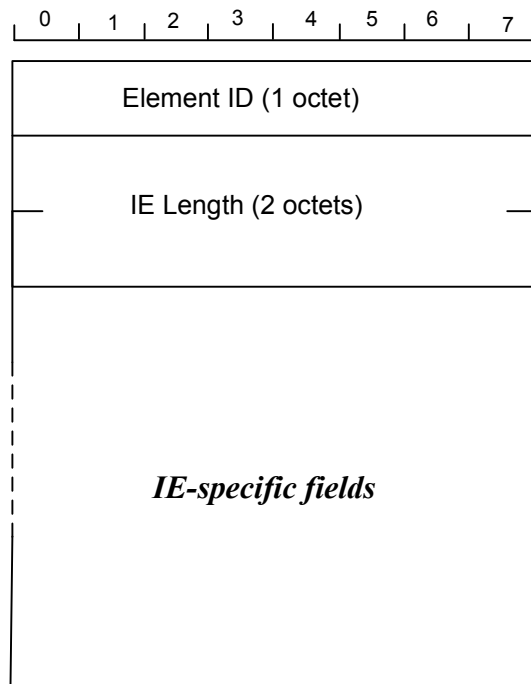 0 1 2 3 4 5 6 7
Element ID (1 octet)
IE Length (2 octets)
IE-specific fields